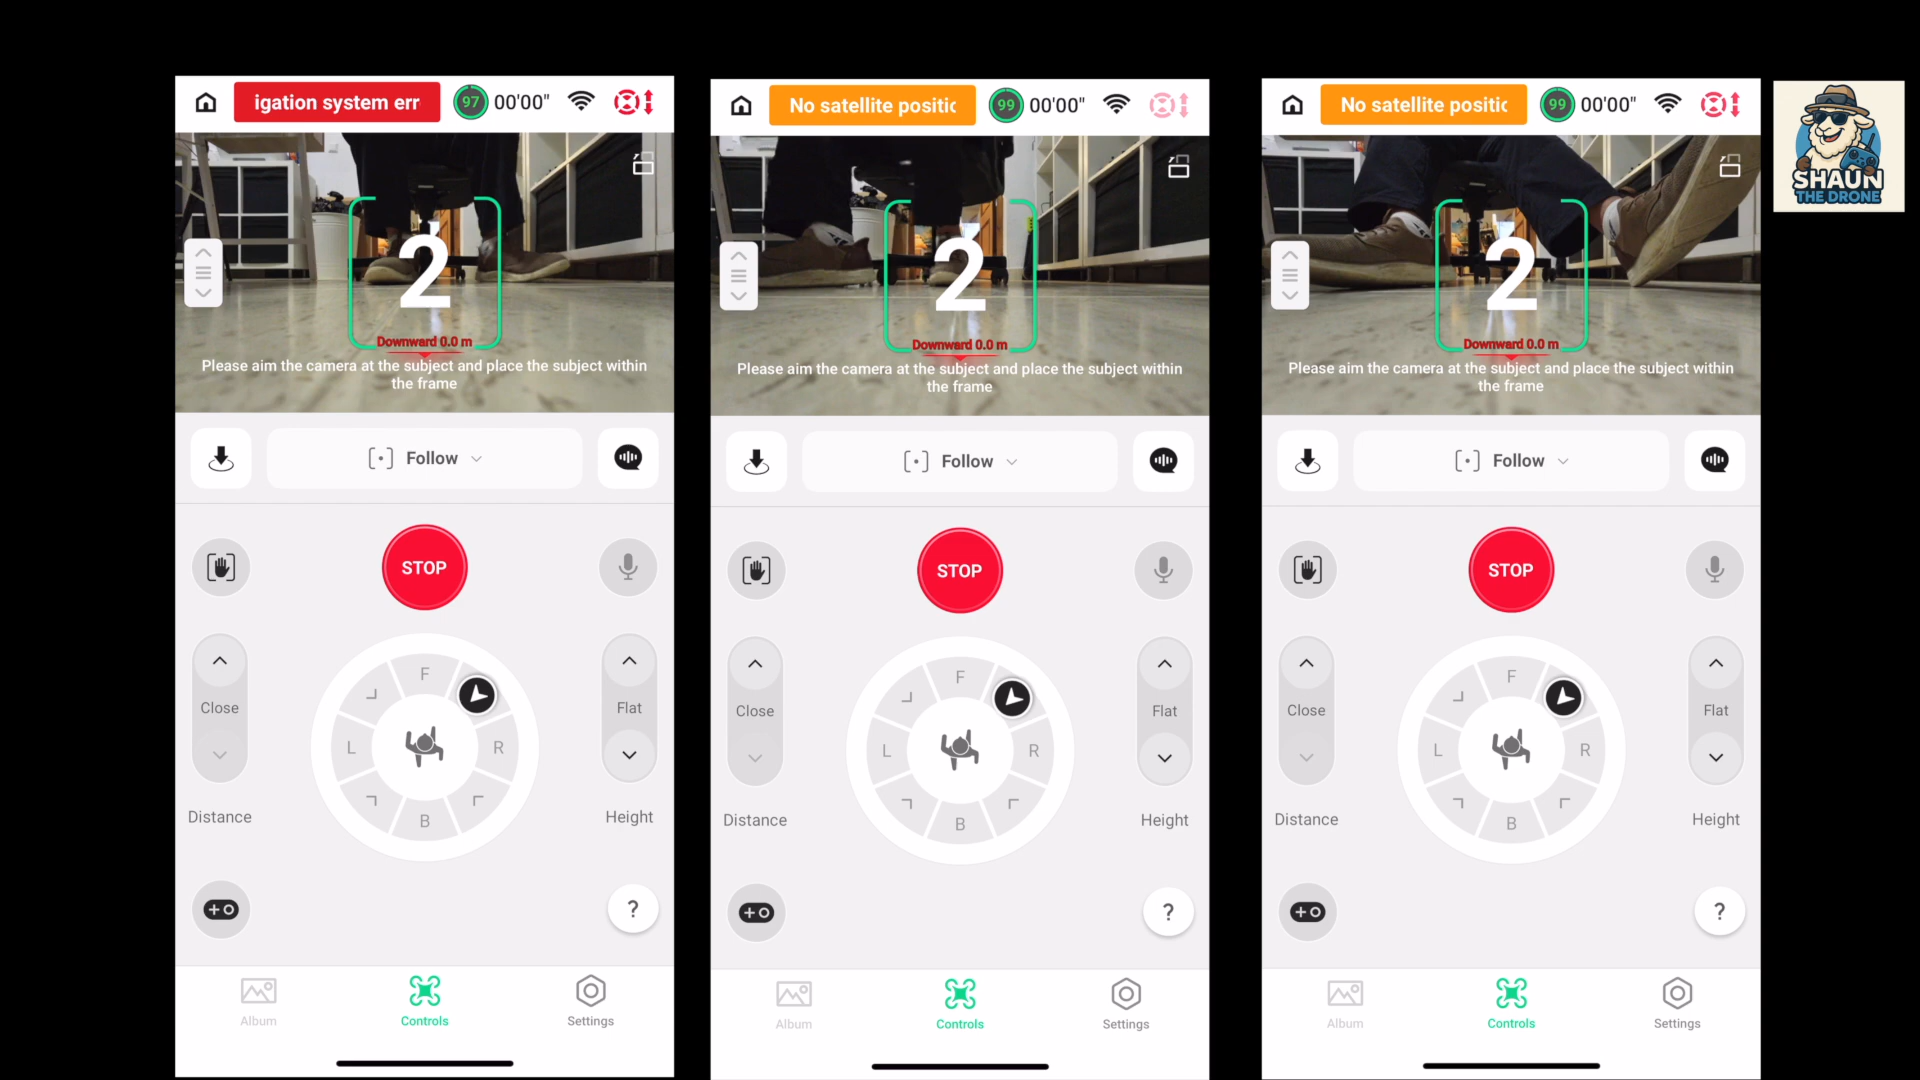 igation system err
97
00'00"
2
Downward 0.0 m
Please aim the camera at the subject and place the subject within
the frame
Follow
STOP
F
L
R
B
Close
Distance
Flat
Height
?
Album
Controls
Settings
No satellite positic
99
00'00"
2
Downward 0.0 m
Please aim the camera at the subject and place the subject within
the frame
Follow
STOP
F
L
R
B
Close
Distance
Flat
Height
?
Album
Controls
Settings
No satellite positic
99
00'00"
2
Downward 0.0 m
Please aim the camera at the subject and place the subject within
the frame
Follow
STOP
F
L
R
B
Close
Distance
Flat
Height
?
Album
Controls
Settings
SHAUN
THE DRONE